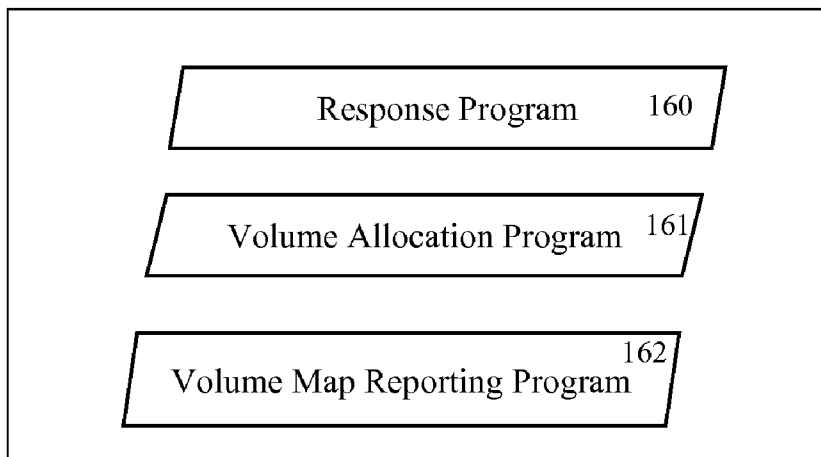 Response Program 160
Volume Allocation Program 161
Volume Map Reporting Program 162